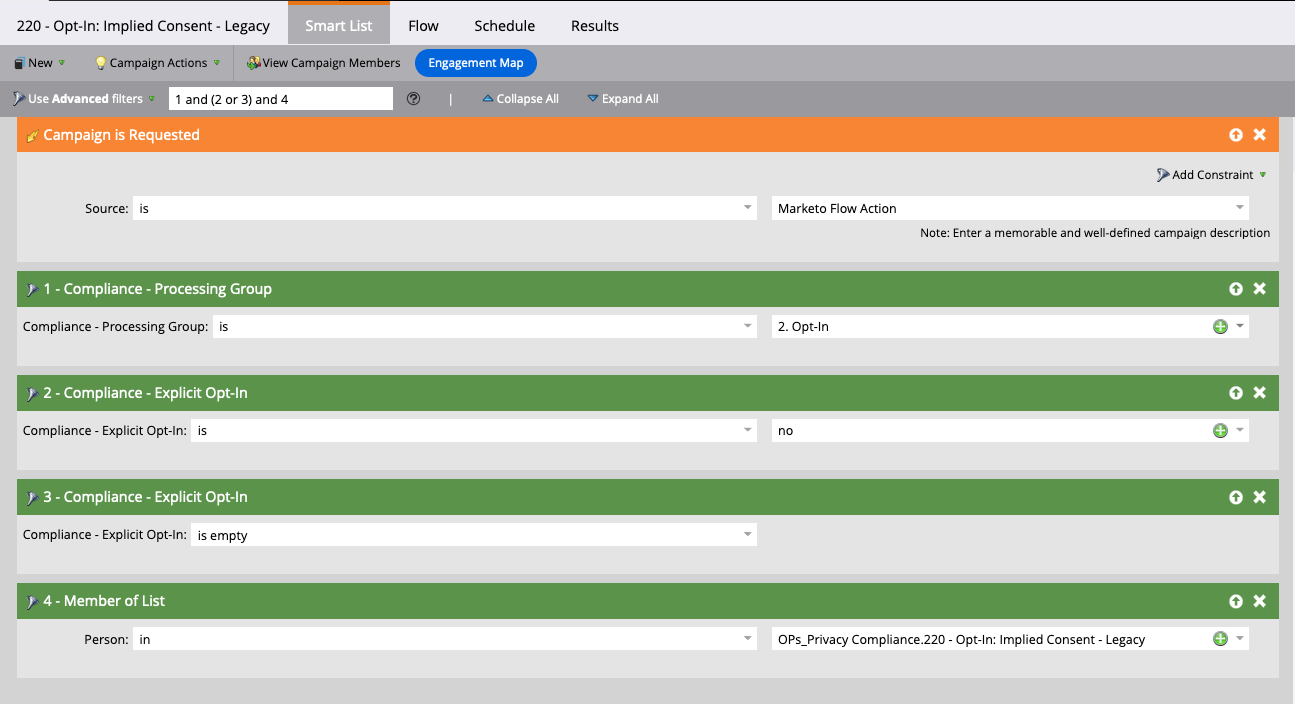 220 - Opt-In: Implied Consent - Legacy Smart List Flow Schedule Results
New Campaign Actions View Campaign Members Engagement Map
Use Advanced filters 1 and (2 or 3) and 4 ? | Collapse All Expand All
Campaign is Requested
Add Constraint
Source: is Marketo Flow Action
Note: Enter a memorable and well-defined campaign description
1 - Compliance - Processing Group
Compliance - Processing Group: is 2. Opt-In
2 - Compliance - Explicit Opt-In
Compliance - Explicit Opt-In: is no
3 - Compliance - Explicit Opt-In
Compliance - Explicit Opt-In: is empty
4 - Member of List
Person: in OPs_Privacy Compliance.220 - Opt-In: Implied Consent - Legacy